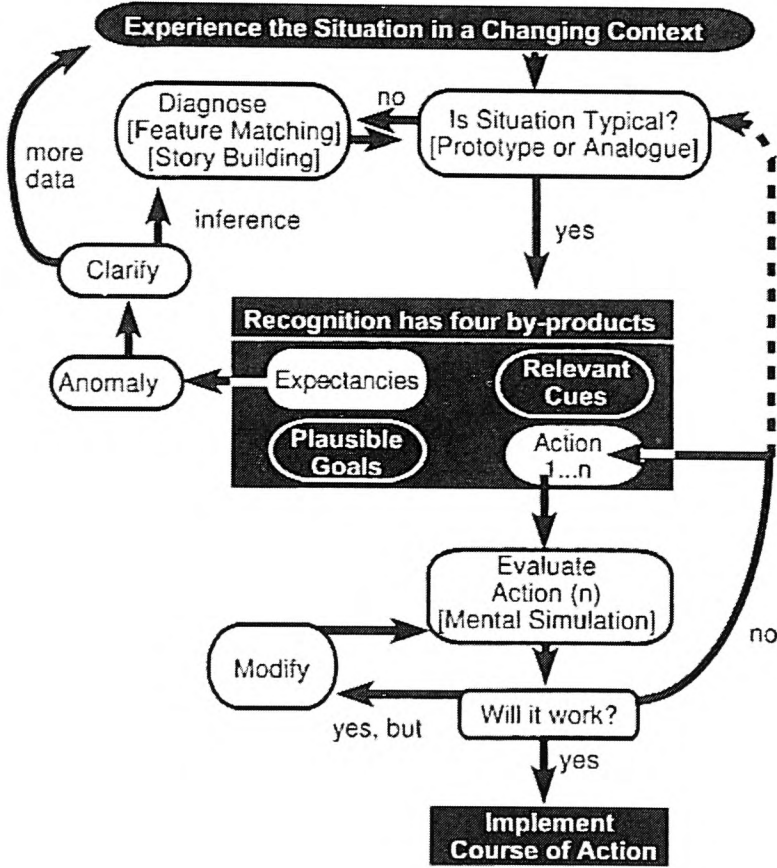 Experience the Situation in a Changing Context
Diagnose
[Feature Matching]
[Story Building]
no
Is Situation Typical?
[Prototype or Analogue]
more
data
inference
yes
Clarify
Recognition has four by-products
Anomaly
Expectancies
Relevant
Cues
Plausible
Goals
Action
1...n
Evaluate
Action (n)
[Mental Simulation]
no
Modify
yes, but
Will it work?
yes
Implement
Course of Action